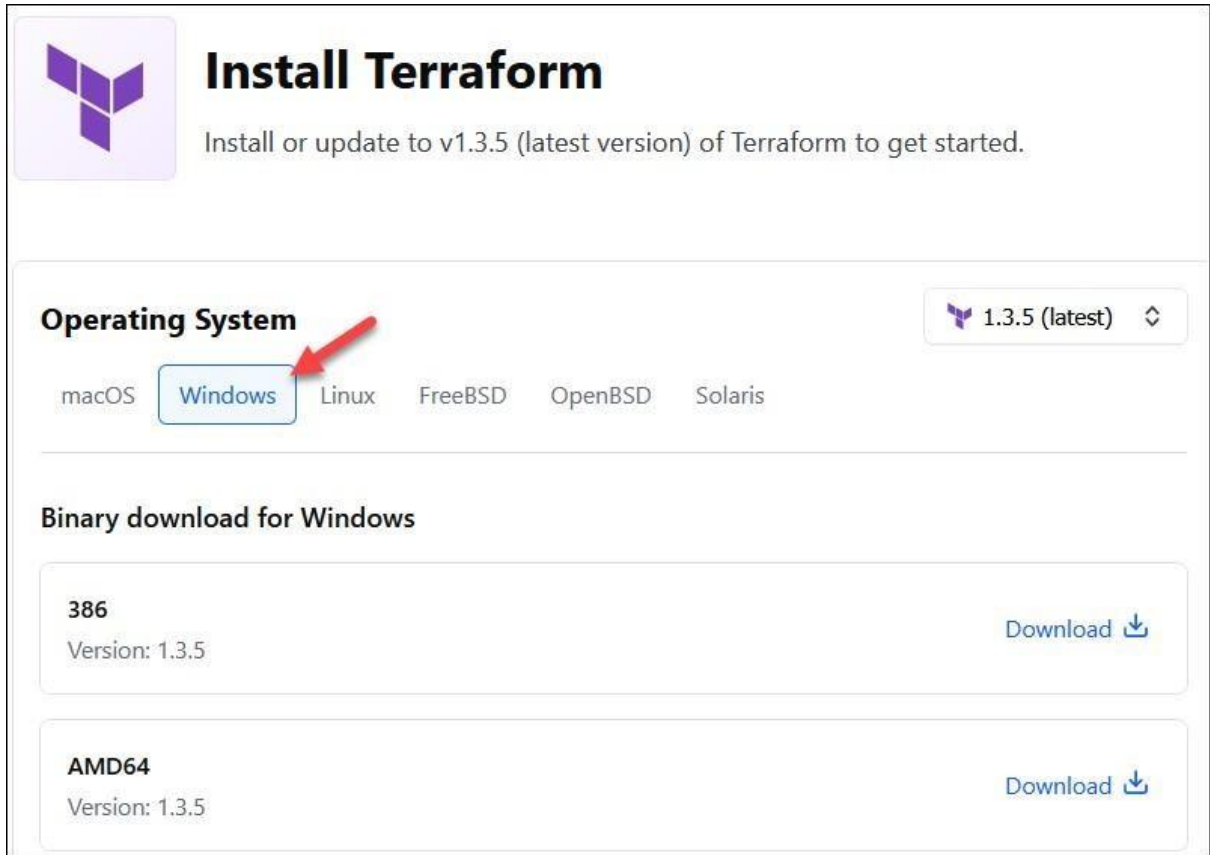 Install Terraform
Install or update to v1.3.5 (latest version) of Terraform to get started.
Operating System
1.3.5 (latest)
macOS Windows Linux FreeBSD OpenBSD Solaris
Binary download for Windows
386
Version: 1.3.5
Download
AMD64
Version: 1.3.5
Download